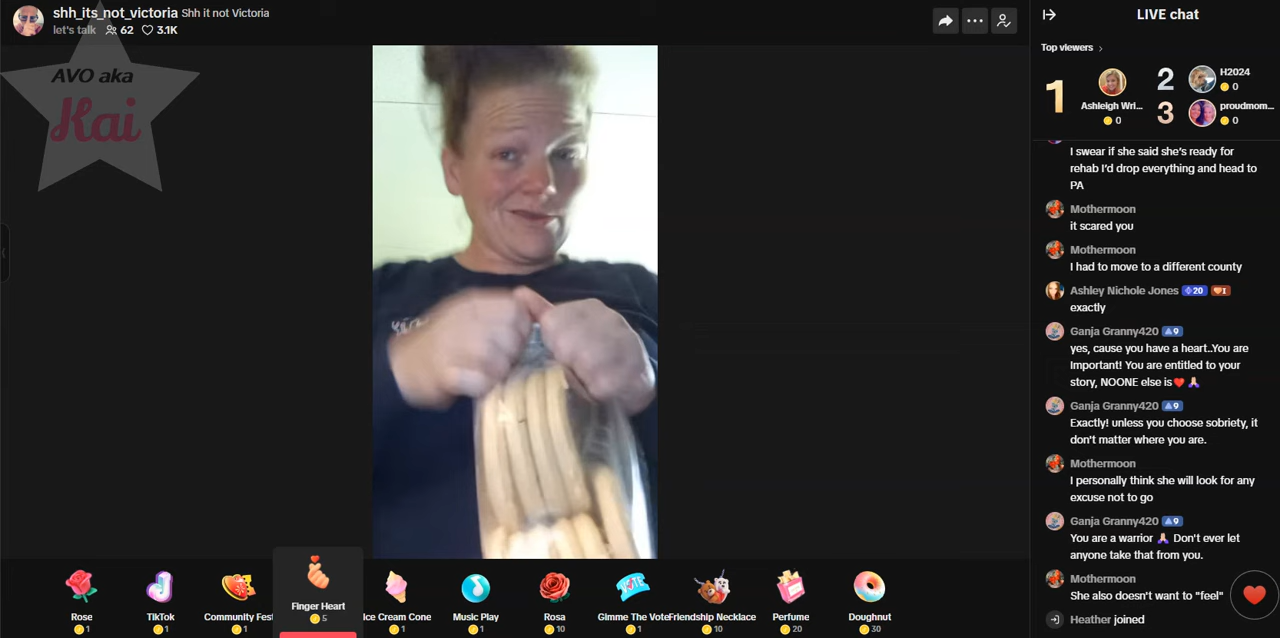 shh_its_not_victoria Shh it not Victoria
let's talk 62 3.1K
AVO aka
Kai
LIVE chat
Top viewers >
1
Ashleigh Wri...
0
2
H2024
0
3
proudmom...
0
I swear if she said she's ready for
rehab I'd drop everything and head to
PA
Mothermoon
it scared you
Mothermoon
I had to move to a different county
Ashley Nichole Jones 20 I
exactly
Ganja Granny420 9
yes, cause you have a heart..You are
Important! You are entitled to your
story, NOONE else is❤️🙏🏻
Ganja Granny420 9
Exactly! unless you choose sobriety, it
don't matter where you are.
Mothermoon
I personally think she will look for any
excuse not to go
Ganja Granny420 9
You are a warrior 🙏🏻 Don't ever let
anyone take that from you.
Mothermoon
She also doesn't want to "feel"
Heather joined
Rose
1
TikTok
1
Community Fest
1
Finger Heart
5
Ice Cream Cone
1
Music Play
1
Rosa
10
VOTE
Gimme The Vote
1
Friendship Necklace
10
Perfume
20
Doughnut
30